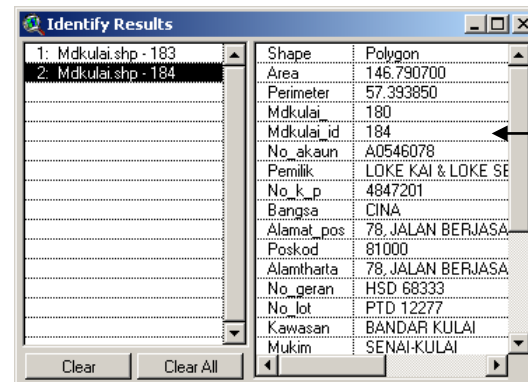 Identify Results
1: Mdkulai.shp - 183
2: Mdkulai.shp - 184
Shape Polygon
Area 146.790700
Perimeter 57.393850
Mdkulai_ 180
Mdkulai_id 184
No_akaun A0546078
Pemilik LOKE KAI & LOKE SE
No_k_p 4847201
Bangsa CINA
Alamat_pos 78, JALAN BERJASA
Poskod 81000
Alamtharta 78, JALAN BERJASA
No_geran HSD 68333
No_lot PTD 12277
Kawasan BANDAR KULAI
Mukim SENAI-KULAI
Clear Clear All